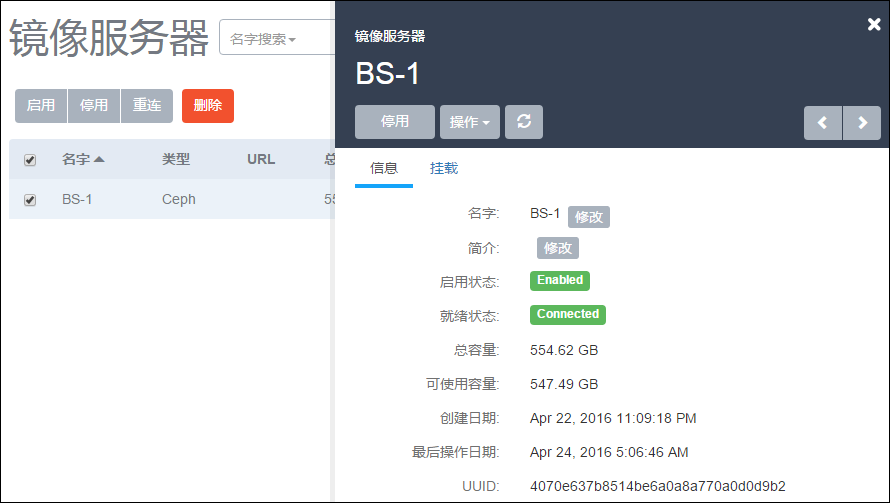 镜像服务器
名字搜索
启用 停用 重连 删除
名字 类型 URL
BS-1 Ceph 55
镜像服务器
BS-1
停用 操作
信息 挂载
名字: BS-1 修改
简介: 修改
启用状态: Enabled
就绪状态: Connected
总容量: 554.62 GB
可使用容量: 547.49 GB
创建日期: Apr 22, 2016 11:09:18 PM
最后操作日期: Apr 24, 2016 5:06:46 AM
UUID: 4070e637b8514be6a0a8a770a0d0d9b2